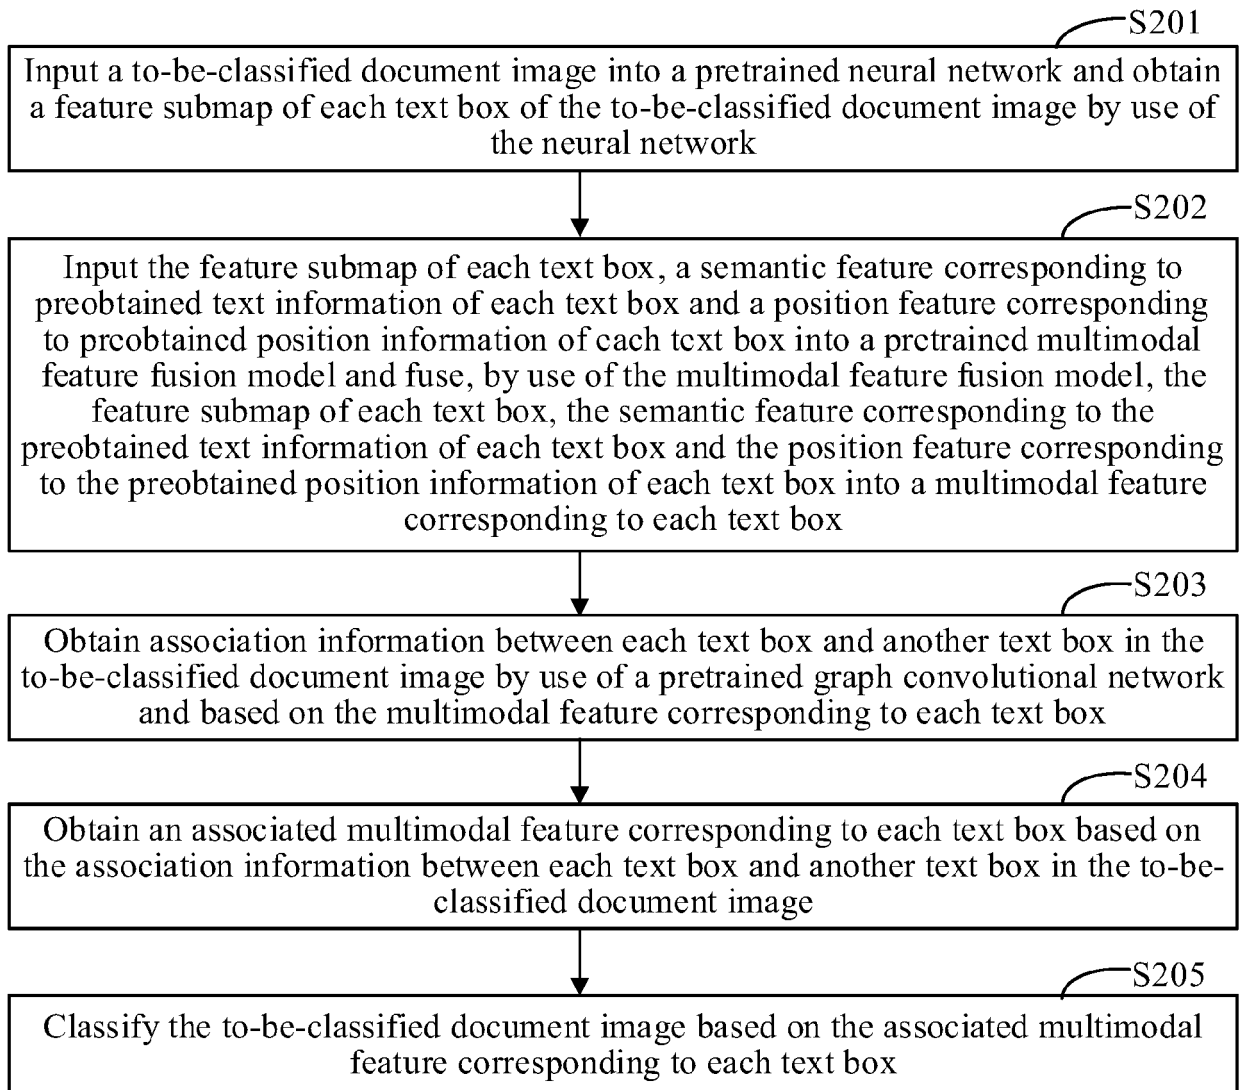 S201
Input a to-be-classified document image into a pretrained neural network and obtain
a feature submap of each text box of the to-be-classified document image by use of
the neural network
S202
Input the feature submap of each text box, a semantic feature corresponding to
preobtained text information of each text box and a position feature corresponding
to preobtained position information of each text box into a pretrained multimodal
feature fusion model and fuse, by use of the multimodal feature fusion model, the
feature submap of each text box, the semantic feature corresponding to the
preobtained text information of each text box and the position feature corresponding
to the preobtained position information of each text box into a multimodal feature
corresponding to each text box
S203
Obtain association information between each text box and another text box in the
to-be-classified document image by use of a pretrained graph convolutional network
and based on the multimodal feature corresponding to each text box
S204
Obtain an associated multimodal feature corresponding to each text box based on
the association information between each text box and another text box in the to-be-
classified document image
S205
Classify the to-be-classified document image based on the associated multimodal
feature corresponding to each text box